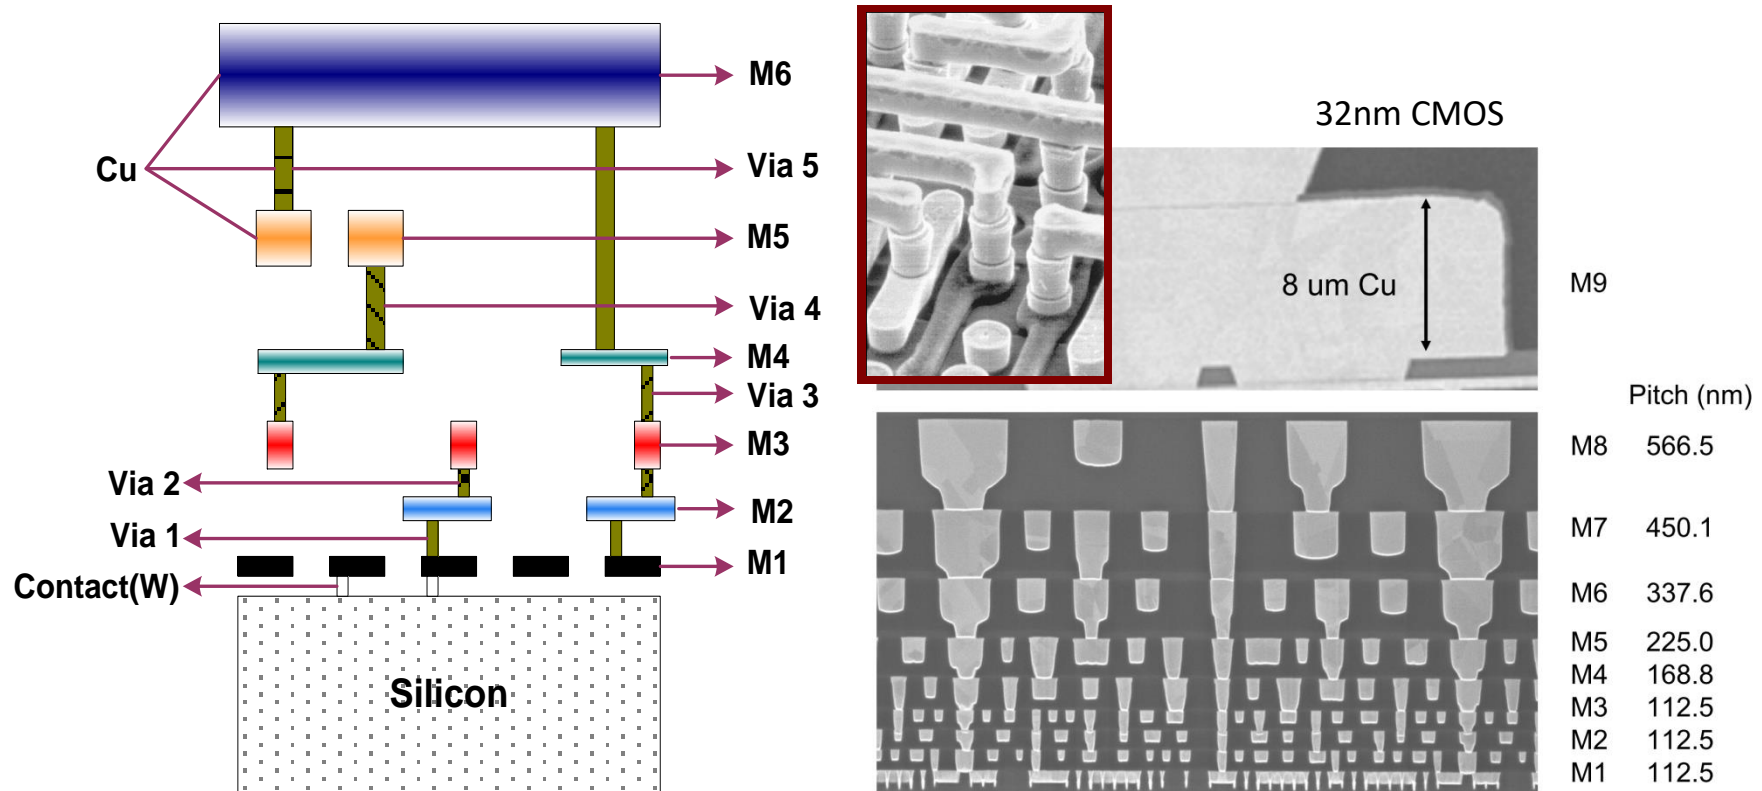 M6
Cu
Via 5
M5
Via 4
M4
Via 3
M3
Via 2
M2
Via 1
M1
Contact(W)
Silicon
32nm CMOS
8 um Cu
M9
Pitch (nm)
M8 566.5
M7 450.1
M6 337.6
M5 225.0
M4 168.8
M3 112.5
M2 112.5
M1 112.5